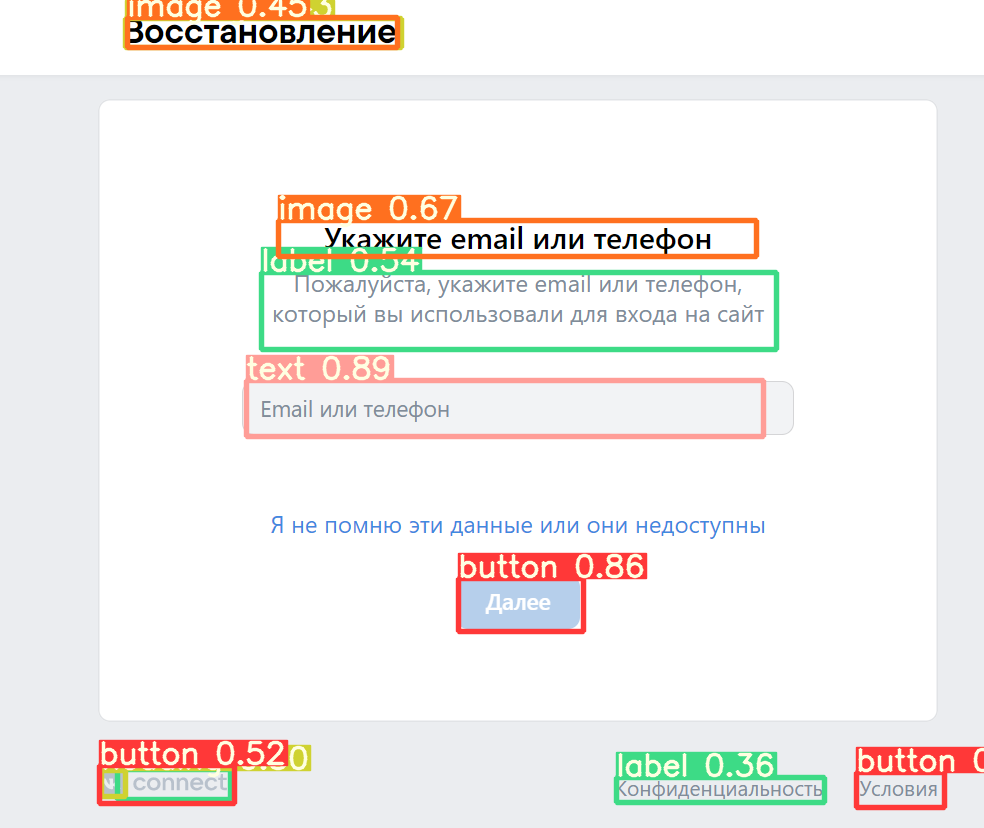 image 0.45
Восстановление
image 0.67
Укажите email или телефон
label 0.54
Пожалуйста, укажите email или телефон,
который вы использовали для входа на сайт
text 0.89
Email или телефон
Я не помню эти данные или они недоступны
button 0.86
Далее
button 0.52
connect
label 0.36
Конфиденциальность
button
Условия